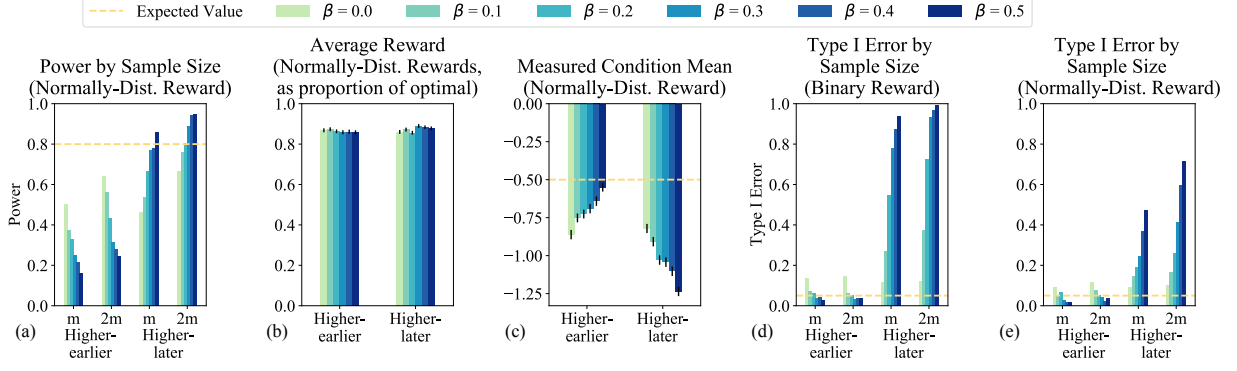 Expected Value
β = 0.0
β = 0.1
β = 0.2
β = 0.3
β = 0.4
β = 0.5
Power by Sample Size
(Normally-Dist. Reward)
1.0
0.8
0.6
0.4
0.2
0.0
Power
m
2m
m
2m
Higher-
earlier
Higher-
later
(a)
Average Reward
(Normally-Dist. Rewards,
as proportion of optimal)
1.0
0.8
0.6
0.4
0.2
0.0
Higher-
earlier
Higher-
later
(b)
Measured Condition Mean
(Normally-Dist. Reward)
0.00
−0.25
−0.50
−0.75
−1.00
−1.25
Higher-
earlier
Higher-
later
(c)
Type I Error by
Sample Size
(Binary Reward)
1.0
0.8
0.6
0.4
0.2
0.0
Type I Error
m
2m
m
2m
Higher-
earlier
Higher-
later
(d)
Type I Error by
Sample Size
(Normally-Dist. Reward)
1.0
0.8
0.6
0.4
0.2
0.0
m
2m
m
2m
Higher-
earlier
Higher-
later
(e)